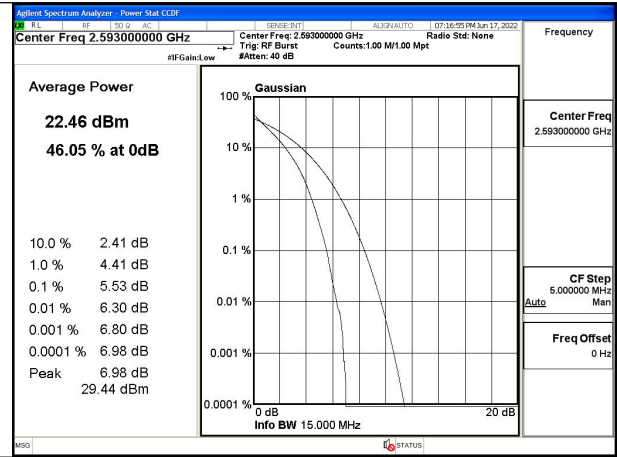 Agilent Spectrum Analyzer - Power Stat CCDF
RL RF 50 Ω AC SENSE:INT ALIGN AUTO 07:16:55 PM Jun 17, 2022
Center Freq 2.593000000 GHz
Center Freq: 2.593000000 GHz Radio Std: None
Trig: RF Burst Counts:1.00 M/1.00 Mpt
#IFGain:Low #Atten: 40 dB
Frequency
Average Power
22.46 dBm
46.05 % at 0dB
10.0 % 2.41 dB
1.0 % 4.41 dB
0.1 % 5.53 dB
0.01 % 6.30 dB
0.001 % 6.80 dB
0.0001 % 6.98 dB
Peak 6.98 dB
29.44 dBm
Gaussian
100 %
10 %
1 %
0.1 %
0.01 %
0.001 %
0.0001 %
0 dB 20 dB
Info BW 15.000 MHz
Center Freq
2.593000000 GHz
CF Step
5.000000 MHz
Auto Man
Freq Offset
0 Hz
MSG STATUS